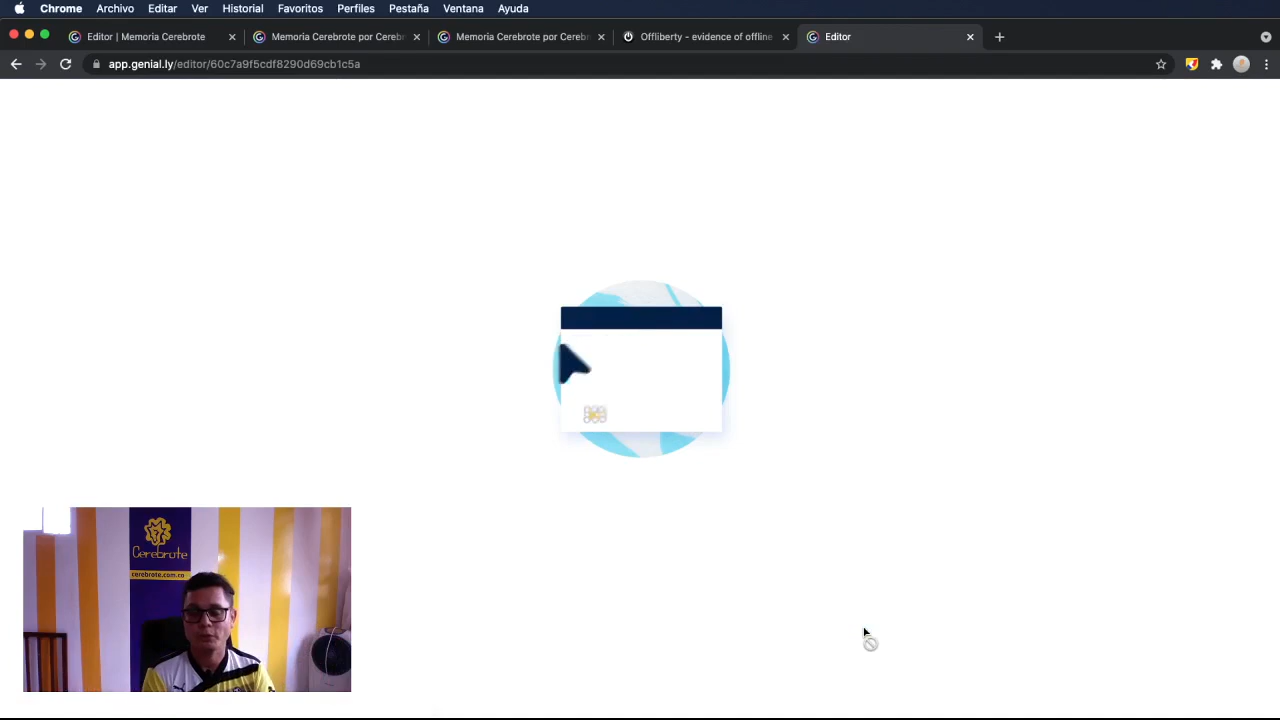 Chrome Archivo Editar Ver Historial Favoritos Perfiles Pestaña Ventana Ayuda
Editor | Memoria Cerebrote
Memoria Cerebrote por Cereb
Memoria Cerebrote por Cereb
Offliberty - evidence of offline
Editor
app.genial.ly/editor/60c7a9f5cdf8290d69cb1c5a
Cerebrote
cerebrote.com.co